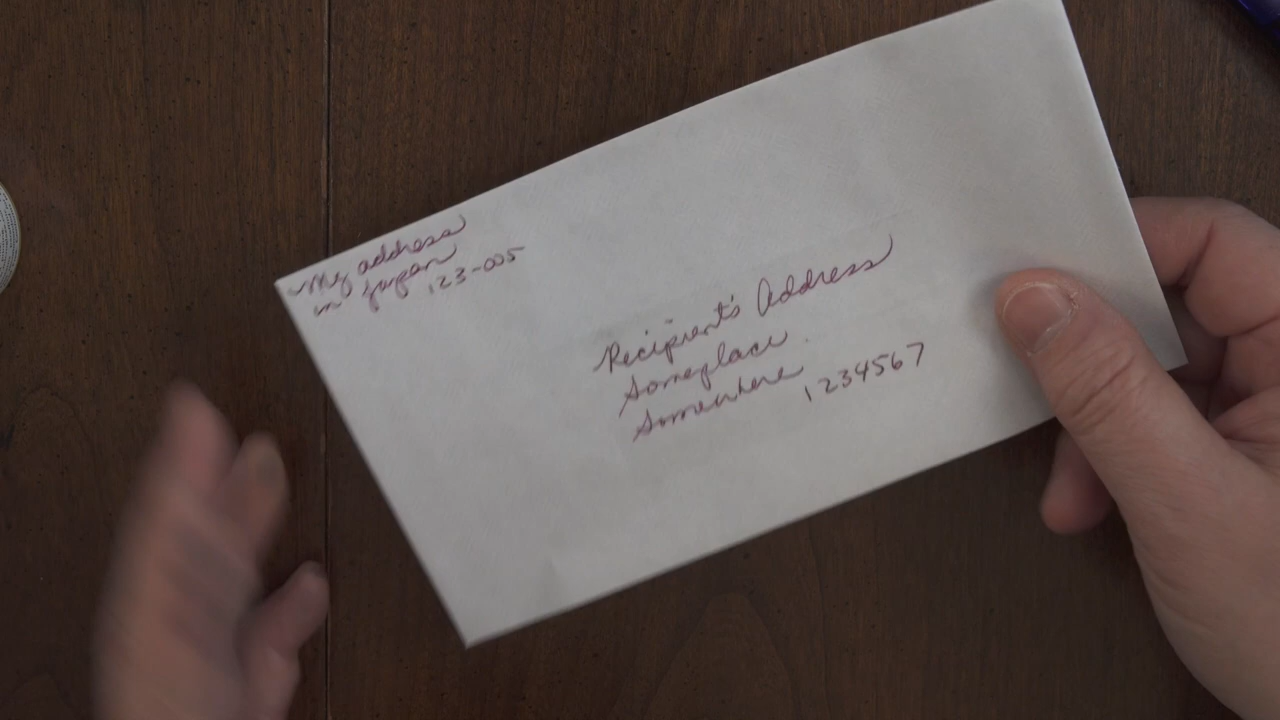 My address
in Japan
123-005
Recipient's Address
Someplace
Somewhere
1234567